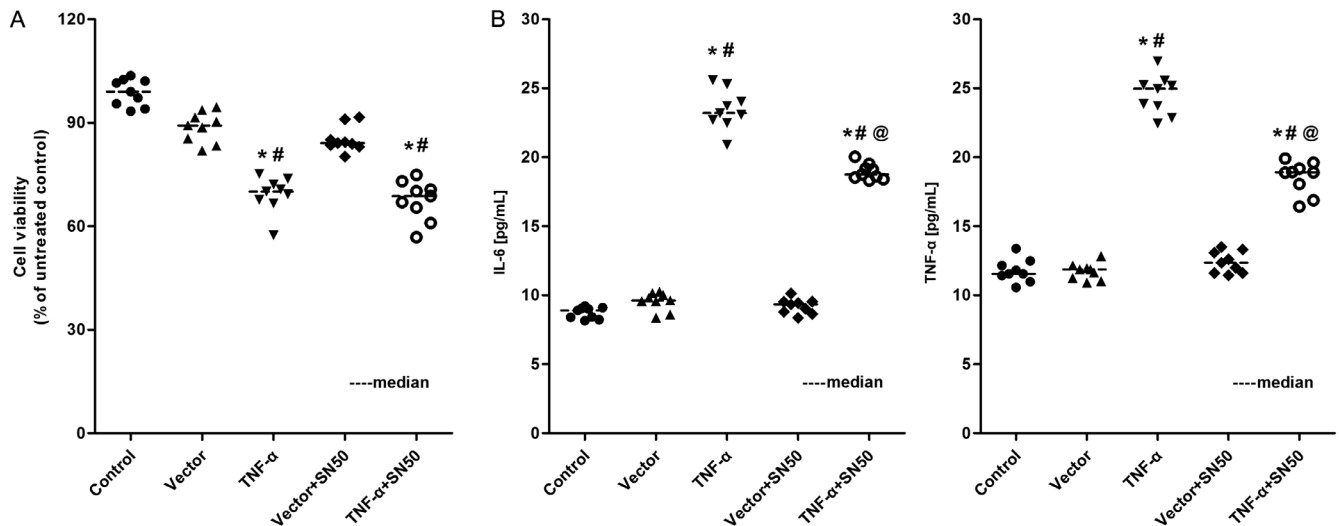 A
120
90
60
30
0
Cell viability
(% of untreated control)
* #
*#
----median
Control
Vector
TNF-α
Vector+SN50
TNF-α+SN50
B
30
25
20
15
10
5
0
IL-6 [pg/mL]
* #
*# @
----median
Control
Vector
TNF-α
Vector+SN50
TNF-α+SN50
30
25
20
15
10
5
0
TNF-α [pg/mL]
* #
*# @
----median
Control
Vector
TNF-α
Vector+SN50
TNF-α+SN50